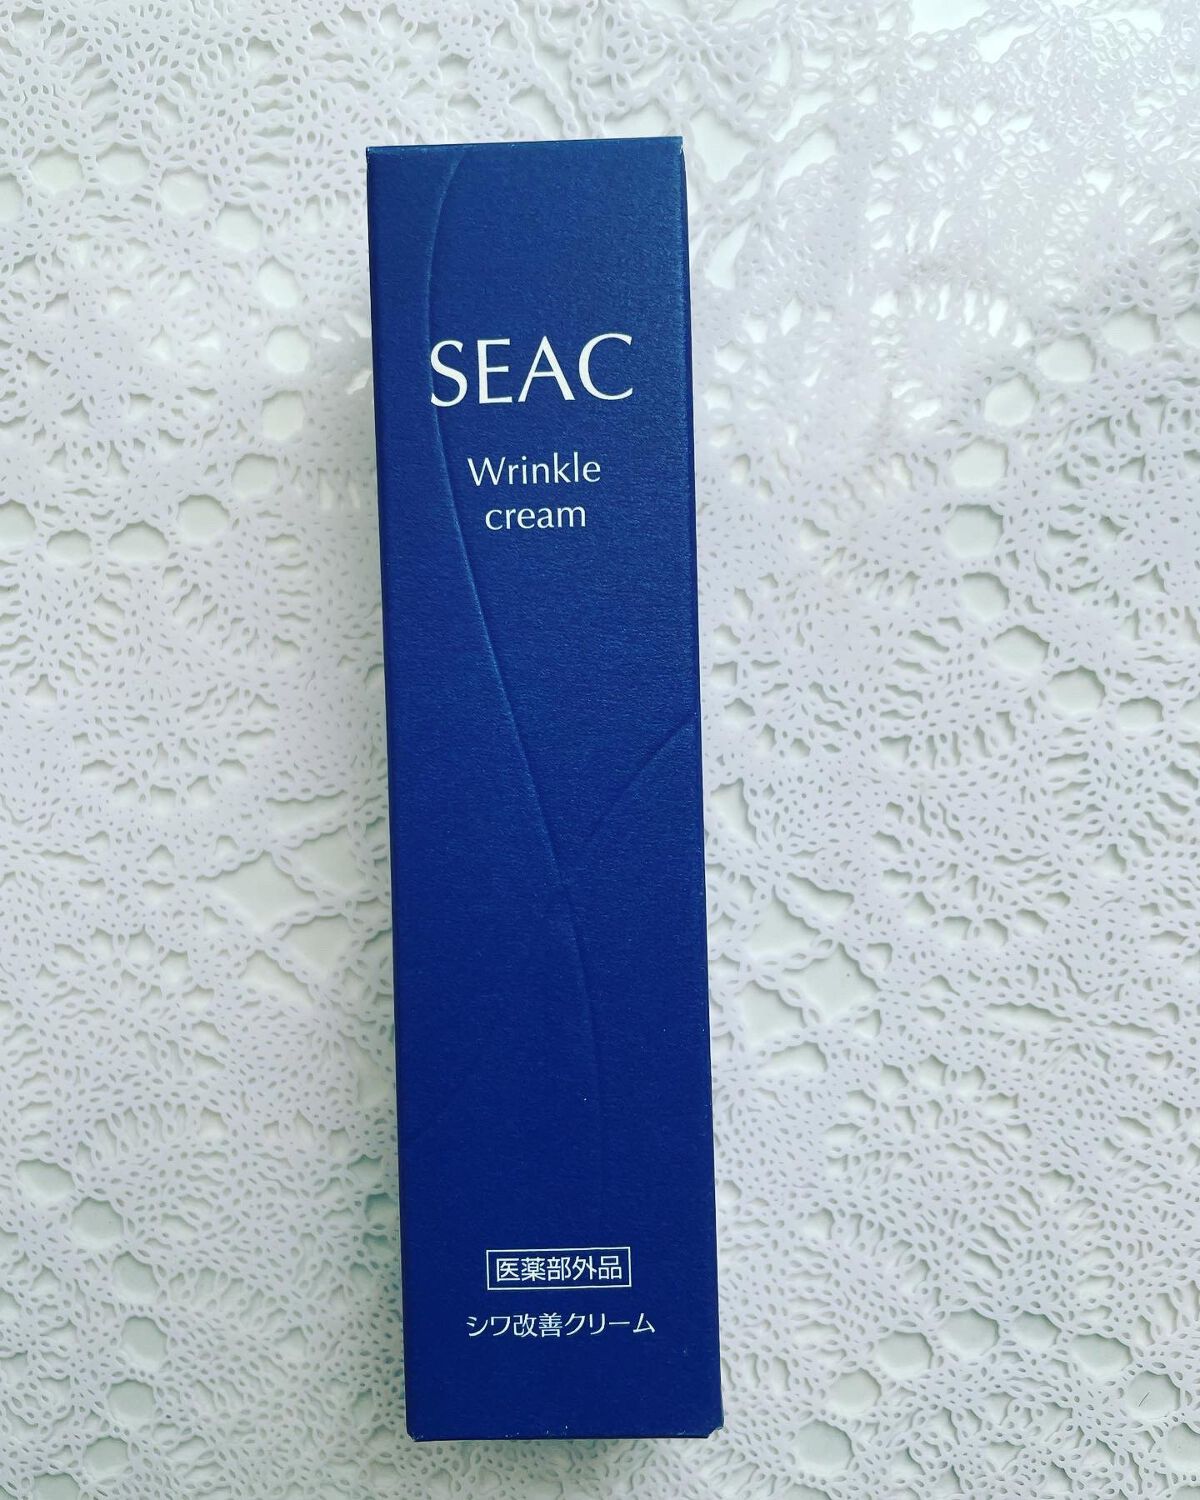 SEAC
Wrinkle
cream
医薬部外品
シワ改善クリーム